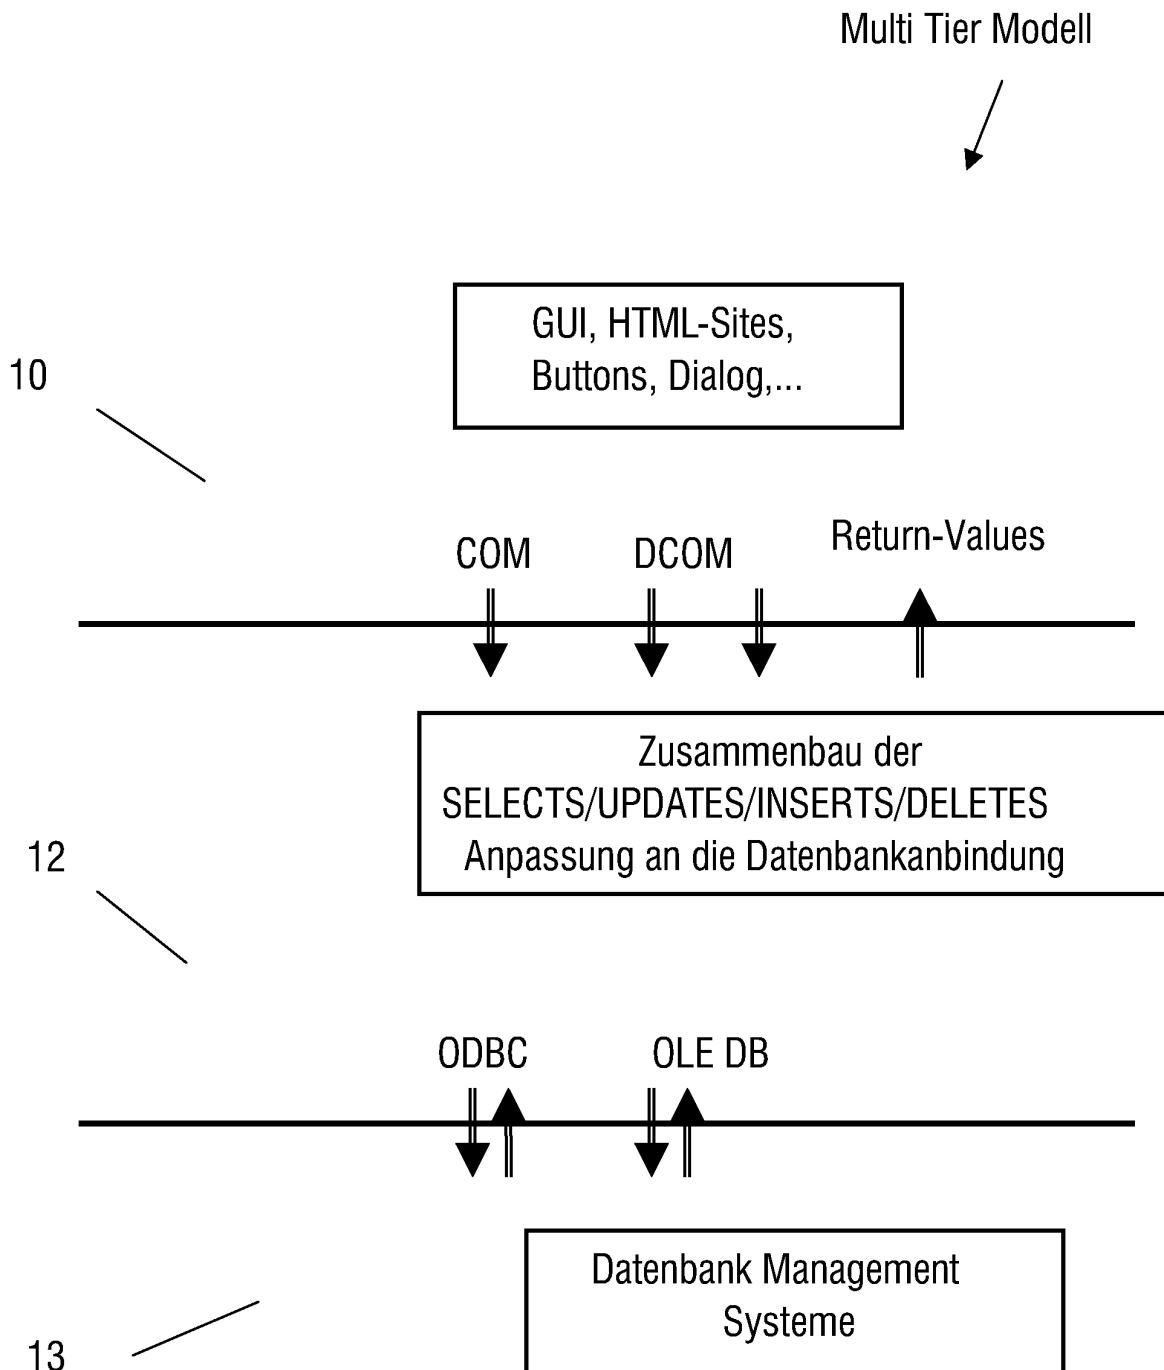 Multi Tier Modell
GUI, HTML-Sites,
Buttons, Dialog,...
10
COM
DCOM
Return-Values
Zusammenbau der
SELECTS/UPDATES/INSERTS/DELETES
Anpassung an die Datenbankanbindung
12
ODBC
OLE DB
Datenbank Management
Systeme
13